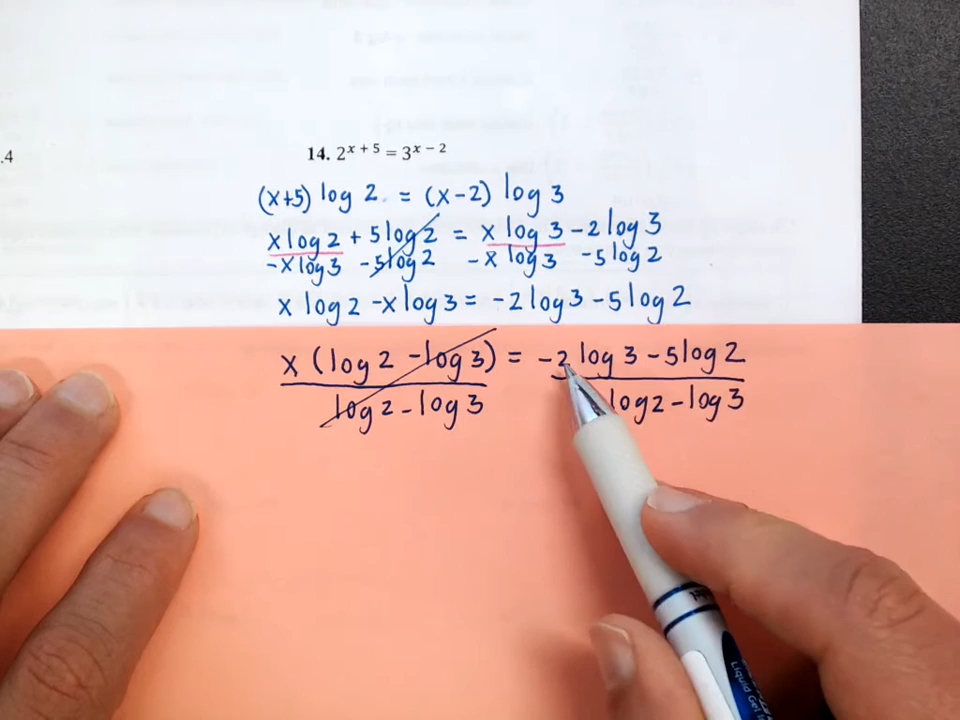 .4
14. 2^{x + 5} = 3^{x – 2}
(x+5) log 2 = (x-2) log 3
x log 2 + 5 log 2 = x log 3 - 2 log 3
-x log 3 -5 log 2 -x log 3 -5 log 2
x log 2 -x log 3 = -2 log 3 - 5 log 2
x (log 2 - log 3) = -2 log 3 - 5 log 2
log 2 - log 3 log 2 - log 3
Liquid Gel